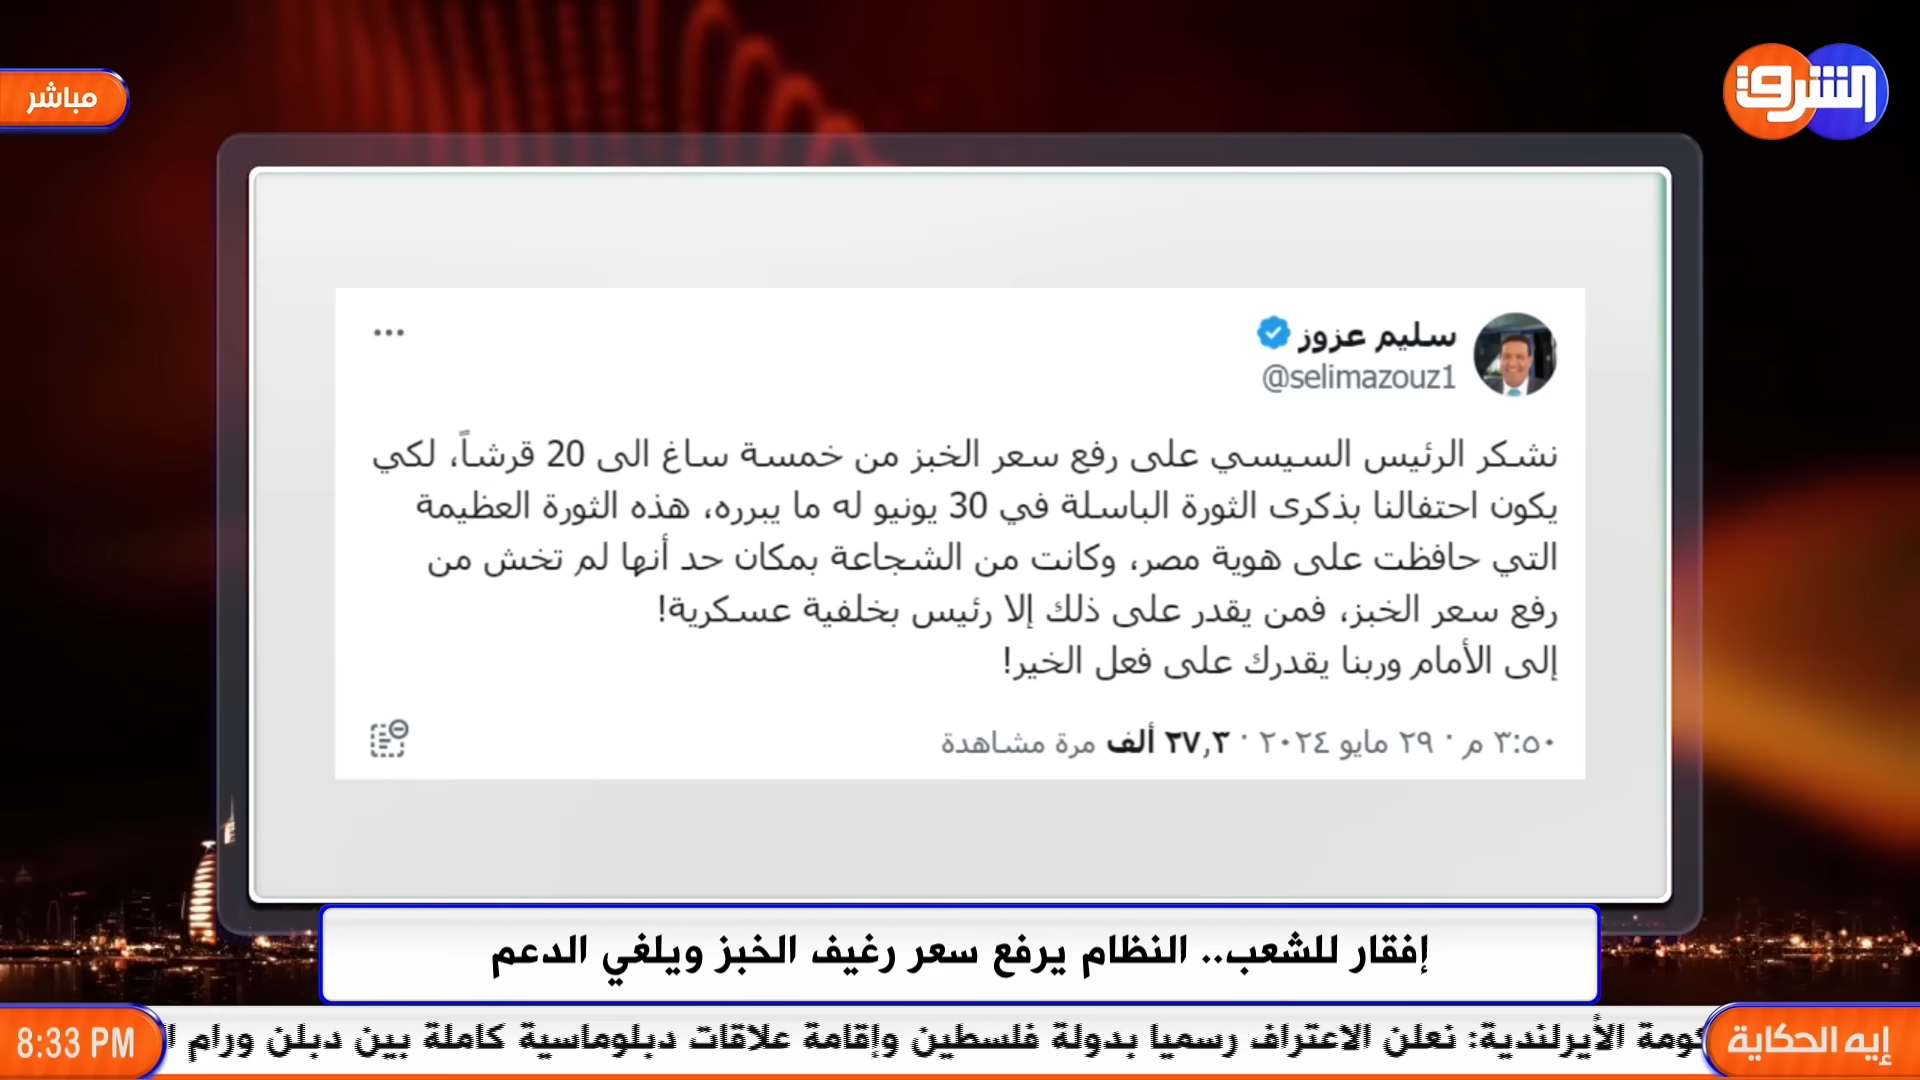 مباشر
الشرق
سليم عزوز
@selimazouz1
نشكر الرئيس السيسي على رفع سعر الخبز من خمسة ساغ الى 20 قرشاً، لكي
يكون احتفالنا بذكرى الثورة الباسلة في 30 يونيو له ما يبرره، هذه الثورة العظيمة
التي حافظت على هوية مصر، وكانت من الشجاعة بمكان حد أنها لم تخش من
رفع سعر الخبز، فمن يقدر على ذلك إلا رئيس بخلفية عسكرية!
إلى الأمام وربنا يقدرك على فعل الخير!
٣:٥٠ م · ٢٩ مايو ٢٠٢٤ · ٢٧,٣ ألف مرة مشاهدة
إفقار للشعب.. النظام يرفع سعر رغيف الخبز ويلغي الدعم
إيه الحكاية
الأيرلندية: نعلن الاعتراف رسميا بدولة فلسطين وإقامة علاقات دبلوماسية كاملة بين دبلن ورام
8:33 PM